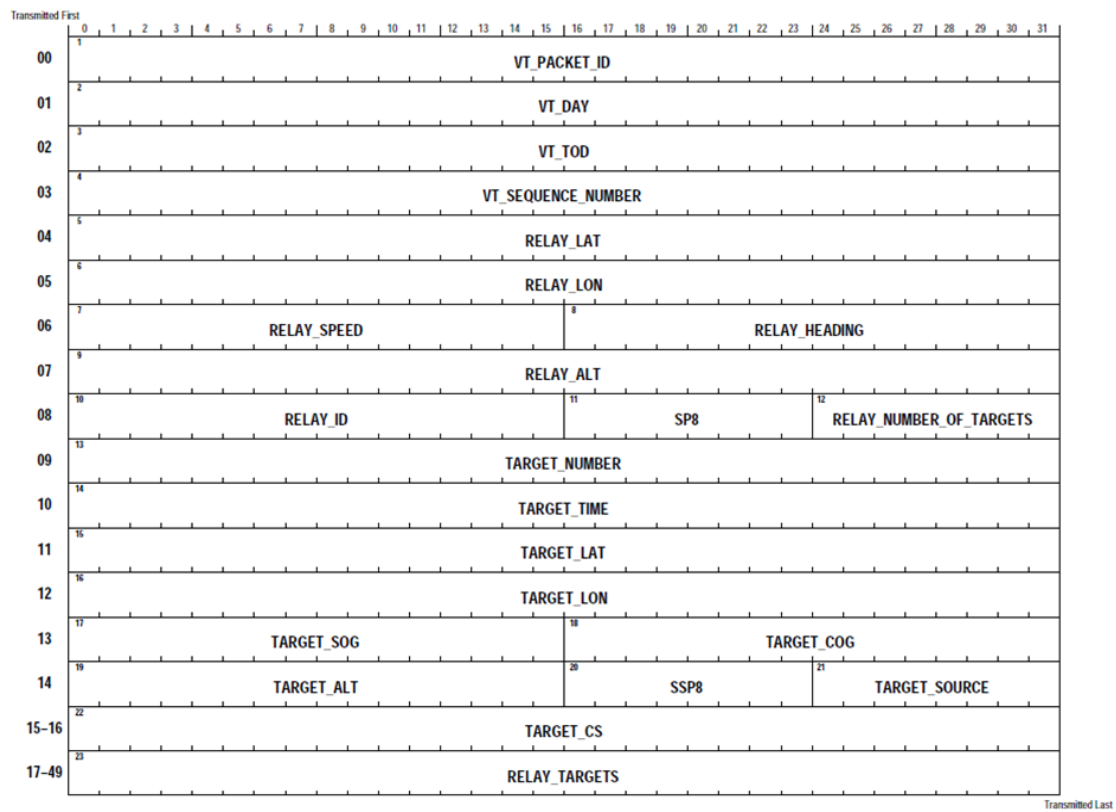 Transmitted First
0 1 2 3 4 5 6 7 8 9 10 11 12 13 14 15 16 17 18 19 20 21 22 23 24 25 26 27 28 29 30 31
00 1 VT_PACKET_ID
01 2 VT_DAY
02 3 VT_TOD
03 4 VT_SEQUENCE_NUMBER
04 5 RELAY_LAT
05 6 RELAY_LON
06 7 RELAY_SPEED 8 RELAY_HEADING
07 9 RELAY_ALT
08 10 RELAY_ID 11 SP8 12 RELAY_NUMBER_OF_TARGETS
09 13 TARGET_NUMBER
10 14 TARGET_TIME
11 15 TARGET_LAT
12 16 TARGET_LON
13 17 TARGET_SOG 18 TARGET_COG
14 19 TARGET_ALT 20 SSP8 21 TARGET_SOURCE
15–16 22 TARGET_CS
17–49 23 RELAY_TARGETS
Transmitted Last